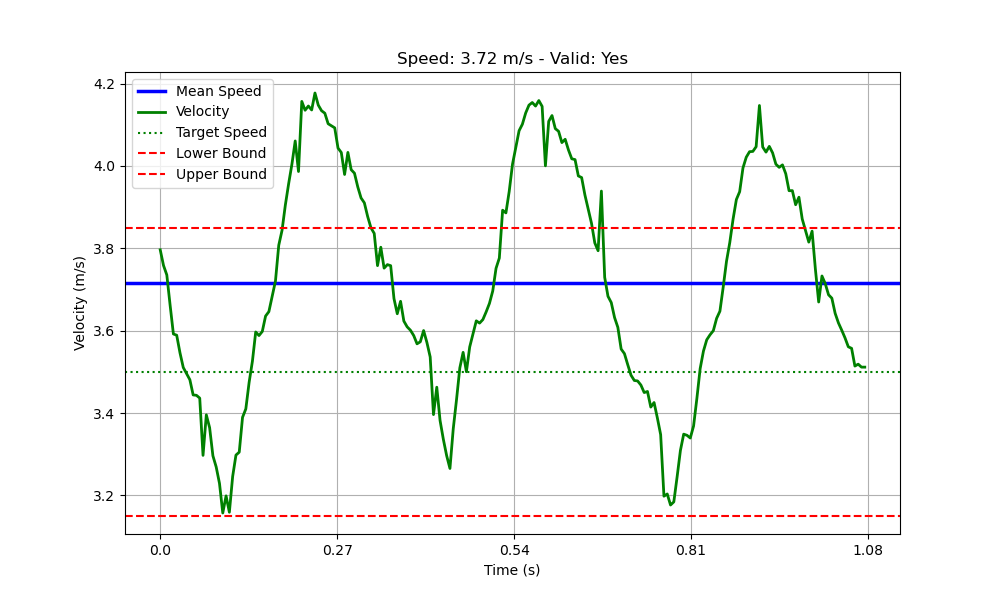 Speed: 3.72 m/s - Valid: Yes
Mean Speed
Velocity
Target Speed
Lower Bound
Upper Bound
4.2
4.0
3.8
3.6
3.4
3.2
Velocity (m/s)
0.0 0.27 0.54 0.81 1.08
Time (s)